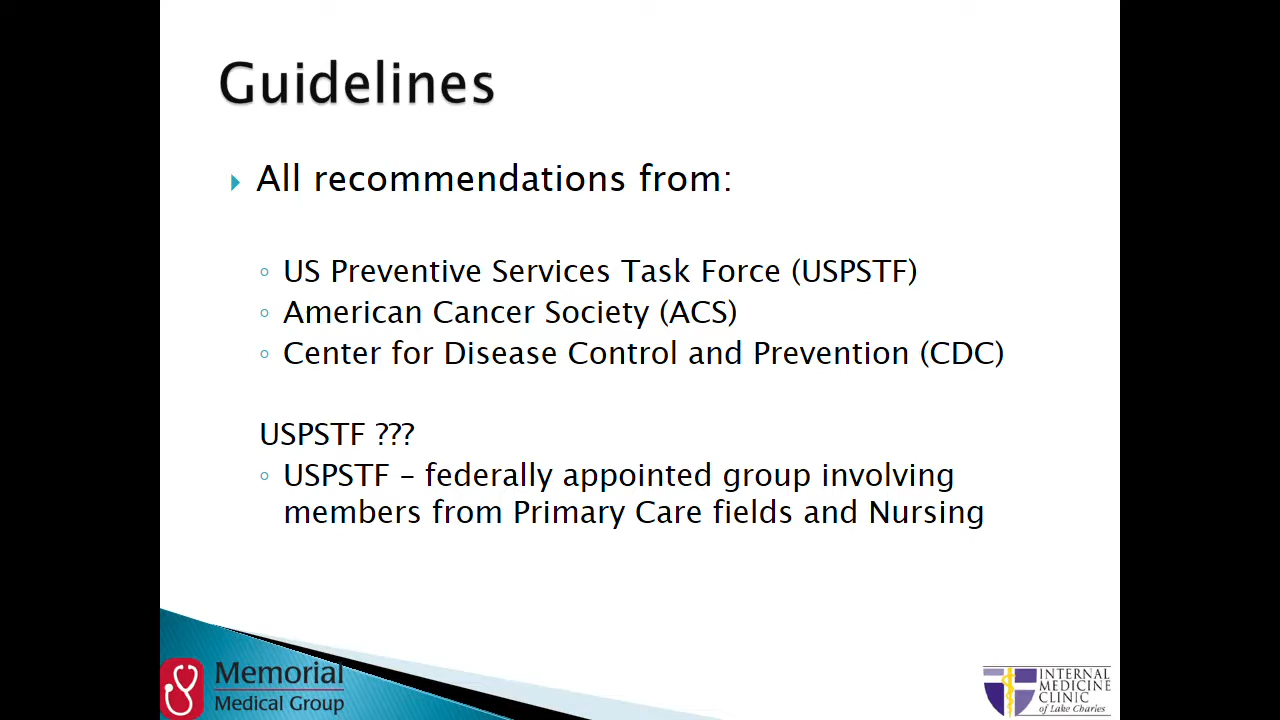 Guidelines
All recommendations from:
US Preventive Services Task Force (USPSTF)
American Cancer Society (ACS)
Center for Disease Control and Prevention (CDC)
USPSTF ???
USPSTF – federally appointed group involving
members from Primary Care fields and Nursing
Memorial
Medical Group
INTERNAL
MEDICINE
CLINIC
of Lake Charles